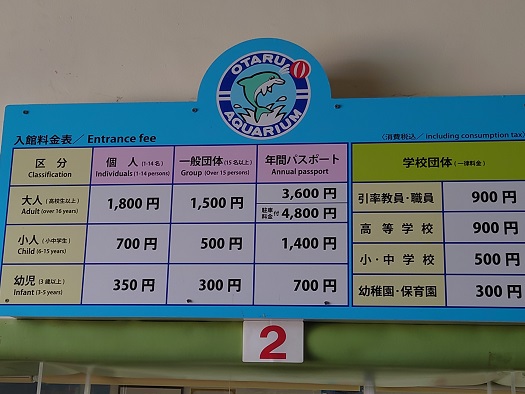 OTARU
AQUARIUM
入館料金表 / Entrance fee
(消費税込 / including consumption tax
区分 個人 (1-14名) 一般団体 (15名以上) 年間パスポート 学校団体 (一律料金)
Classification Individuals (1-14 persons) Group (Over 15 persons) Annual passport
大人 (高校生以上) 1,800円 1,500円 3,600円 引率教員・職員 900円
Adult (over 16 years) 駐車料金付 4,800円
高等学校 900円
小人 (小中学生) 700円 500円 1,400円
Child (6-15 years) 小・中学校 500円
幼児 (3歳以上) 350円 300円 700円 幼稚園・保育園 300円
Infant (3-5 years)
2